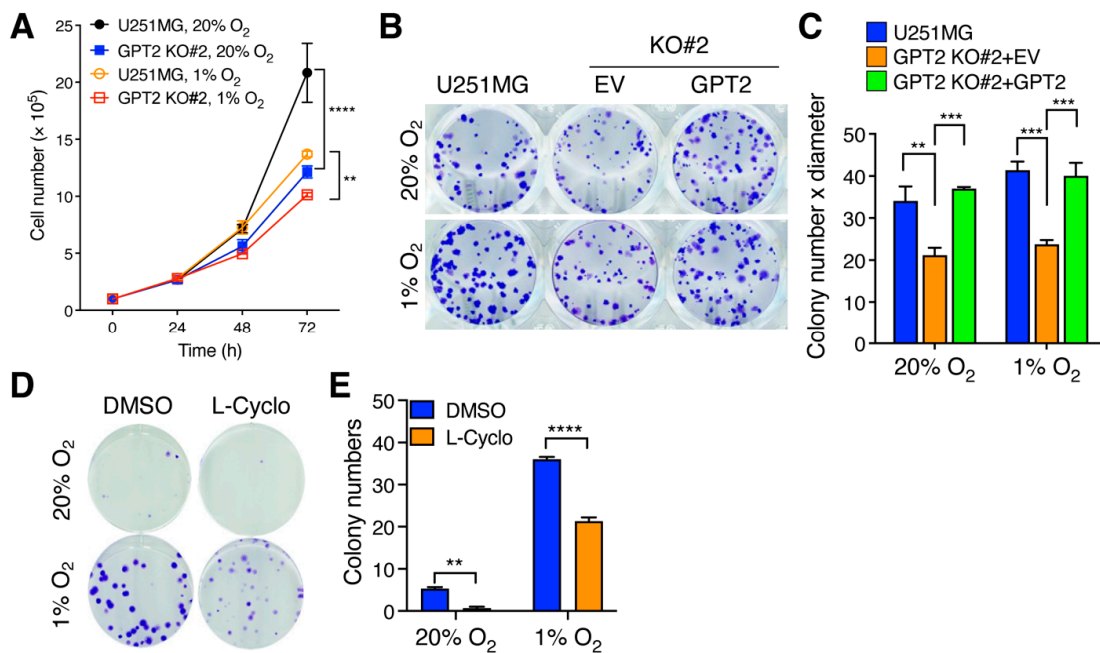 A
25
20
15
10
5
0
Cell number (× 10⁵)
0 24 48 72
Time (h)
U251MG, 20% O₂
GPT2 KO#2, 20% O₂
U251MG, 1% O₂
GPT2 KO#2, 1% O₂
****
**
B
KO#2
U251MG EV GPT2
20% O₂
1% O₂
C
U251MG
GPT2 KO#2+EV
GPT2 KO#2+GPT2
Colony number x diameter
50
40
30
20
10
0
** *** *** ***
20% O₂ 1% O₂
D
DMSO L-Cyclo
20% O₂
1% O₂
E
Colony numbers
50
40
30
20
10
0
DMSO
L-Cyclo
** ****
20% O₂ 1% O₂